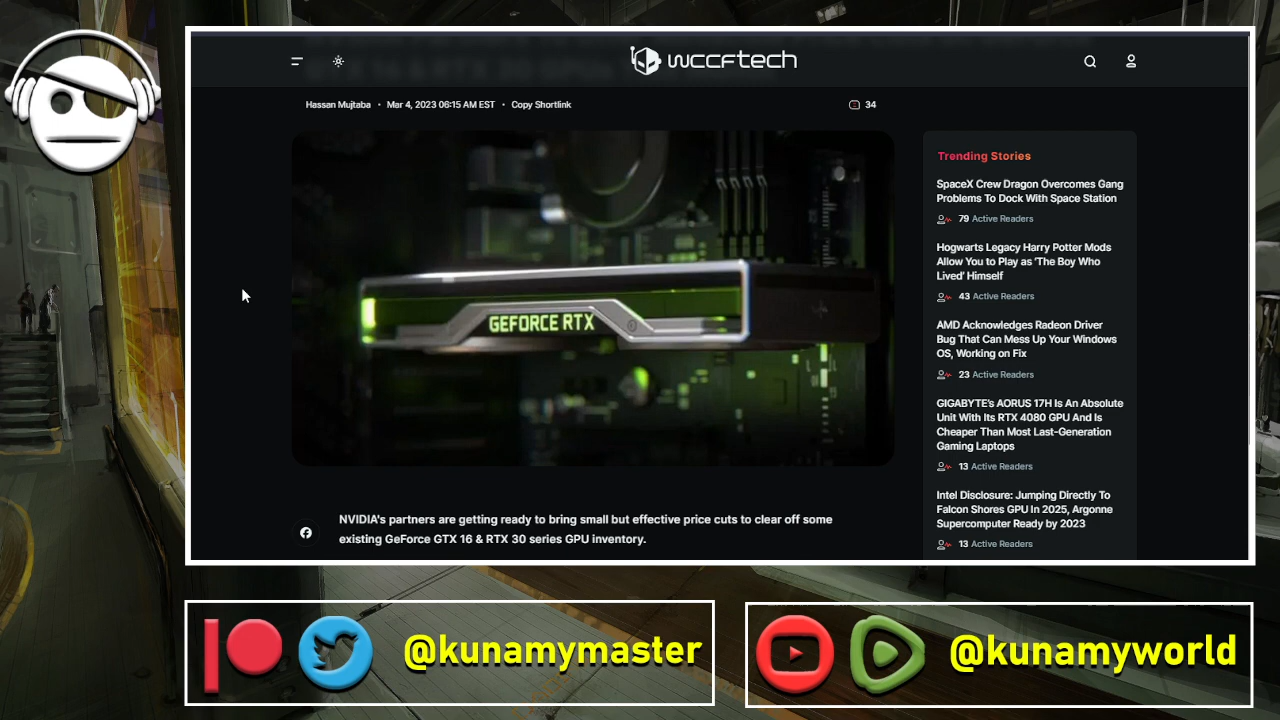 wccftech
Hassan Mujtaba • Mar 4, 2023 06:15 AM EST • Copy Shortlink
34
GEFORCE RTX
Trending Stories
SpaceX Crew Dragon Overcomes Gang
Problems To Dock With Space Station
79 Active Readers
Hogwarts Legacy Harry Potter Mods
Allow You to Play as ‘The Boy Who
Lived’ Himself
43 Active Readers
AMD Acknowledges Radeon Driver
Bug That Can Mess Up Your Windows
OS, Working on Fix
23 Active Readers
GIGABYTE’s AORUS 17H Is An Absolute
Unit With Its RTX 4080 GPU And Is
Cheaper Than Most Last-Generation
Gaming Laptops
13 Active Readers
Intel Disclosure: Jumping Directly To
Falcon Shores GPU In 2025, Argonne
Supercomputer Ready by 2023
13 Active Readers
NVIDIA's partners are getting ready to bring small but effective price cuts to clear off some
existing GeForce GTX 16 & RTX 30 series GPU inventory.
@kunamymaster
@kunamyworld